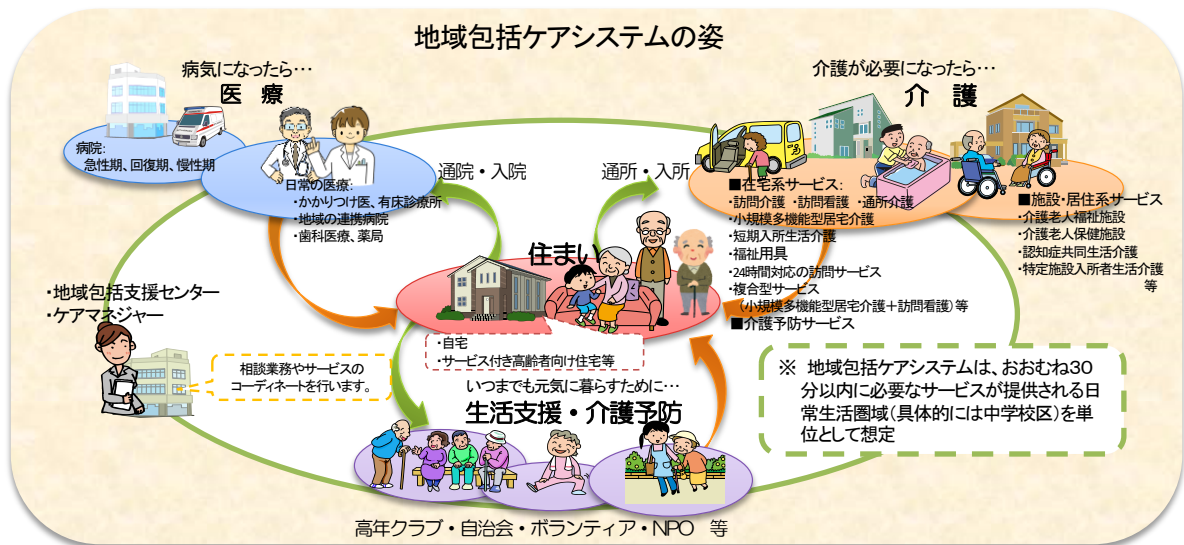 地域包括ケアシステムの姿
病気になったら…
医 療
病院:
急性期、回復期、慢性期
日常の医療:
・かかりつけ医、有床診療所
・地域の連携病院
・歯科医療、薬局
通院・入院
通所・入所
介護が必要になったら…
介 護
■在宅系サービス:
・訪問介護 ・訪問看護 ・通所介護
・小規模多機能型居宅介護
・短期入所生活介護
・福祉用具
・24時間対応の訪問サービス
・複合型サービス
（小規模多機能型居宅介護＋訪問看護）等
■介護予防サービス
■施設・居住系サービス
・介護老人福祉施設
・介護老人保健施設
・認知症共同生活介護
・特定施設入所者生活介護
等
住まい
・自宅
・サービス付き高齢者向け住宅等
・地域包括支援センター
・ケアマネジャー
相談業務やサービスの
コーディネートを行います。
いつまでも元気に暮らすために…
生活支援・介護予防
高年クラブ・自治会・ボランティア・NPO 等
※ 地域包括ケアシステムは、おおむね30
分以内に必要なサービスが提供される日
常生活圏域（具体的には中学校区）を単
位として想定